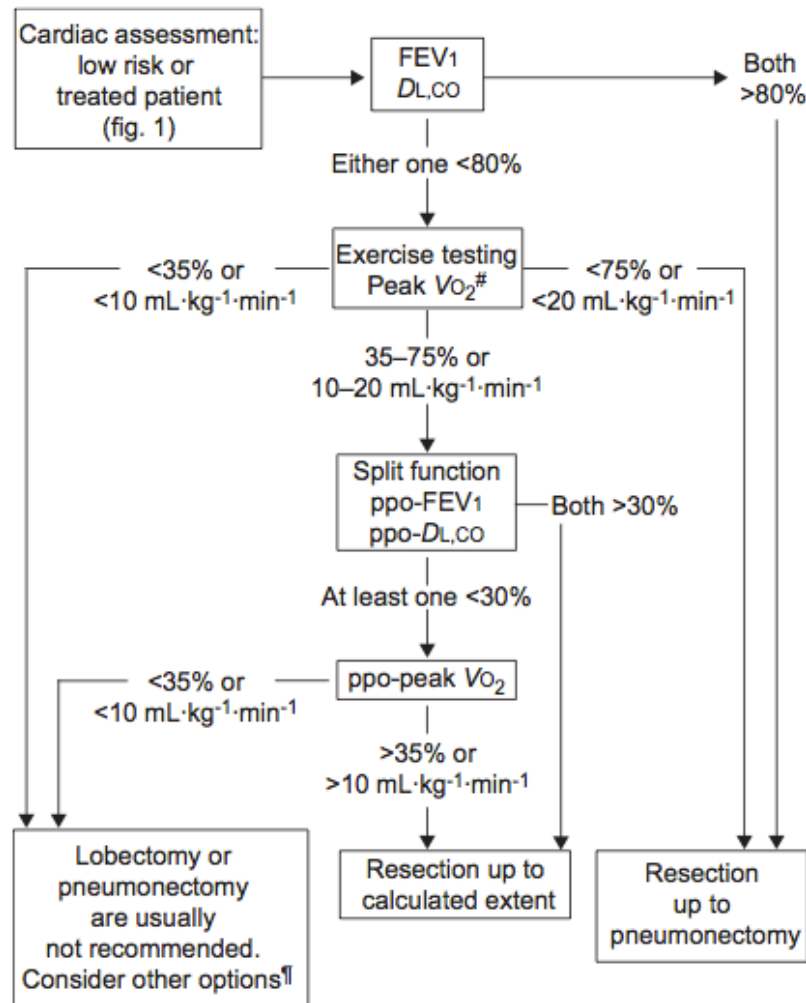 Cardiac assessment:
low risk or
treated patient
(fig. 1)
FEV1
DL,CO
Both
>80%
Either one <80%
Exercise testing
Peak VO2#
<35% or
<10 mL·kg-1·min-1
<75% or
<20 mL·kg-1·min-1
35–75% or
10–20 mL·kg-1·min-1
Split function
ppo-FEV1
ppo-DL,CO
Both >30%
At least one <30%
ppo-peak VO2
<35% or
<10 mL·kg-1·min-1
>35% or
>10 mL·kg-1·min-1
Lobectomy or
pneumonectomy
are usually
not recommended.
Consider other options¶
Resection up to
calculated extent
Resection
up to
pneumonectomy